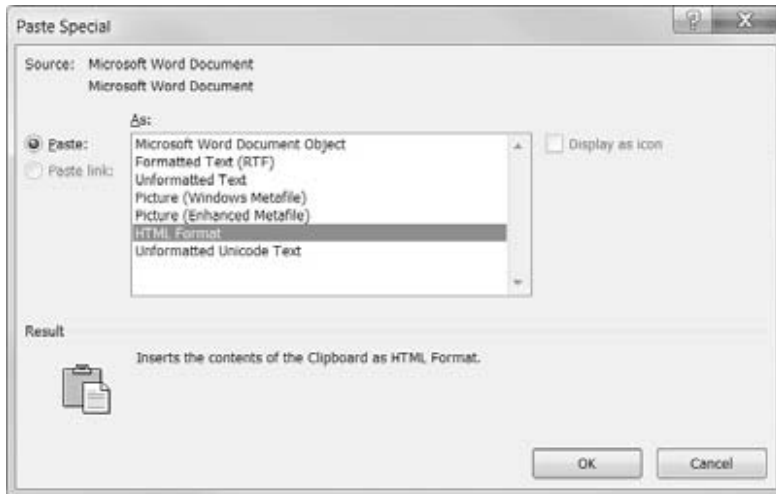 Paste Special
Source: Microsoft Word Document
Microsoft Word Document
As:
Paste:
Paste link:
Microsoft Word Document Object
Formatted Text (RTF)
Unformatted Text
Picture (Windows Metafile)
Picture (Enhanced Metafile)
HTML Format
Unformatted Unicode Text
Display as icon
Result
Inserts the contents of the Clipboard as HTML Format.
OK
Cancel